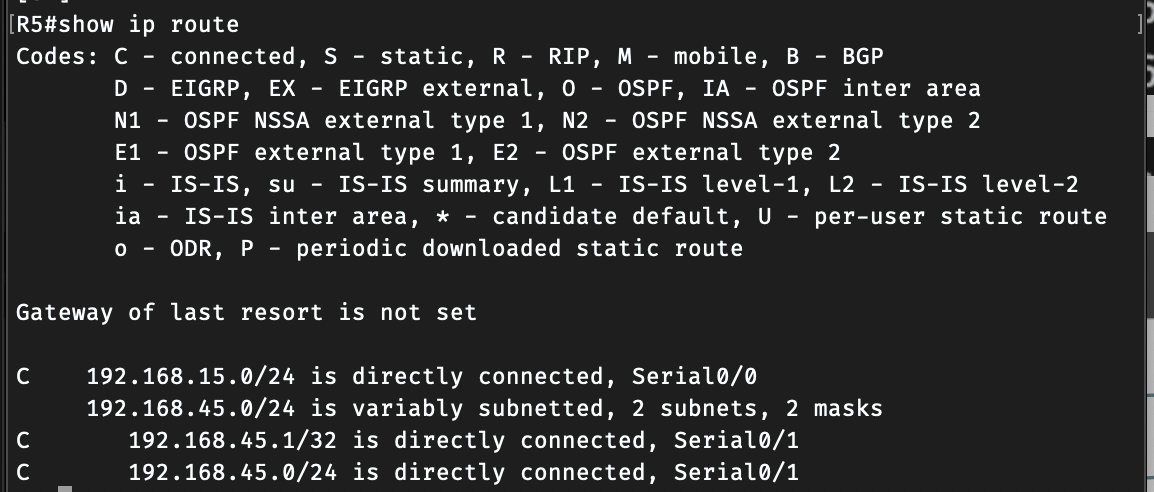 [R5#show ip route ]
Codes: C - connected, S - static, R - RIP, M - mobile, B - BGP
D - EIGRP, EX - EIGRP external, O - OSPF, IA - OSPF inter area
N1 - OSPF NSSA external type 1, N2 - OSPF NSSA external type 2
E1 - OSPF external type 1, E2 - OSPF external type 2
i - IS-IS, su - IS-IS summary, L1 - IS-IS level-1, L2 - IS-IS level-2
ia - IS-IS inter area, * - candidate default, U - per-user static route
o - ODR, P - periodic downloaded static route
Gateway of last resort is not set
C 192.168.15.0/24 is directly connected, Serial0/0
192.168.45.0/24 is variably subnetted, 2 subnets, 2 masks
C 192.168.45.1/32 is directly connected, Serial0/1
C 192.168.45.0/24 is directly connected, Serial0/1